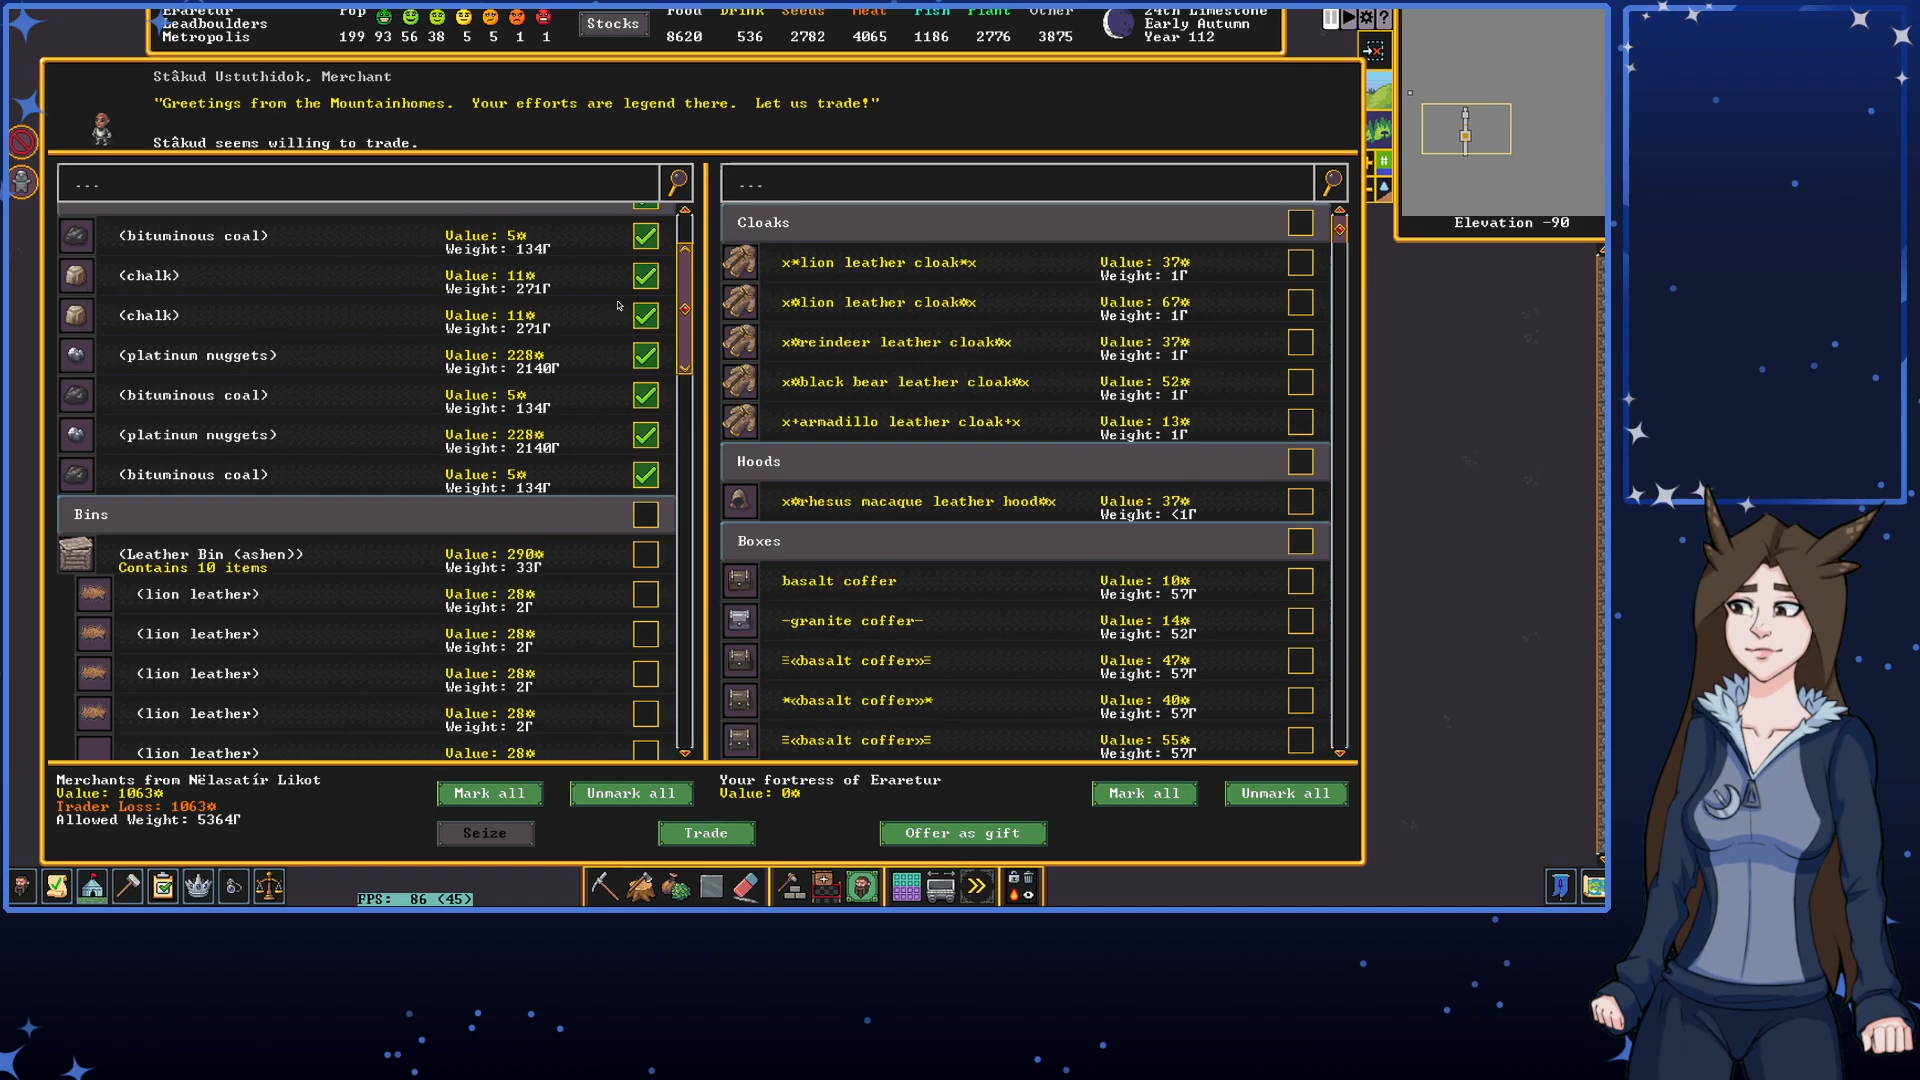 Eraretur
Leadboulders
Metropolis
Pop
199 93 56 38 5 5 1 1
Stocks
Food Drink Seeds Meat Fish Plant Other
8620 536 2782 4065 1186 2776 3875
24th Limestone
Early Autumn
Year 112
Stâkud Ustuthidok, Merchant
"Greetings from the Mountainhomes. Your efforts are legend there. Let us trade!"
Stâkud seems willing to trade.
Elevation -90
...
(bituminous coal) Value: 5☼
Weight: 134Γ
(chalk) Value: 11☼
Weight: 271Γ
(chalk) Value: 11☼
Weight: 271Γ
(platinum nuggets) Value: 228☼
Weight: 2140Γ
(bituminous coal) Value: 5☼
Weight: 134Γ
(platinum nuggets) Value: 228☼
Weight: 2140Γ
(bituminous coal) Value: 5☼
Weight: 134Γ
Bins
(Leather Bin (ashen)) Value: 290☼
Contains 10 items Weight: 33Γ
(lion leather) Value: 28☼
Weight: 2Γ
(lion leather) Value: 28☼
Weight: 2Γ
(lion leather) Value: 28☼
Weight: 2Γ
(lion leather) Value: 28☼
Weight: 2Γ
(lion leather) Value: 28☼
...
Cloaks
x*lion leather cloak*x Value: 37☼
Weight: 1Γ
x☼lion leather cloak☼x Value: 67☼
Weight: 1Γ
x☼reindeer leather cloak☼x Value: 37☼
Weight: 1Γ
x☼black bear leather cloak☼x Value: 52☼
Weight: 1Γ
x+armadillo leather cloak+x Value: 13☼
Weight: 1Γ
Hoods
x☼rhesus macaque leather hood☼x Value: 37☼
Weight: <1Γ
Boxes
basalt coffer Value: 10☼
Weight: 57Γ
-granite coffer- Value: 14☼
Weight: 52Γ
≡«basalt coffer»≡ Value: 47☼
Weight: 57Γ
*«basalt coffer»* Value: 40☼
Weight: 57Γ
≡«basalt coffer»≡ Value: 55☼
Weight: 57Γ
Merchants from Nëlasatír Likot
Value: 1063☼
Trader Loss: 1063☼
Allowed Weight: 5364Γ
Mark all
Unmark all
Your fortress of Eraretur
Value: 0☼
Mark all
Unmark all
Seize
Trade
Offer as gift
FPS: 86 (45)